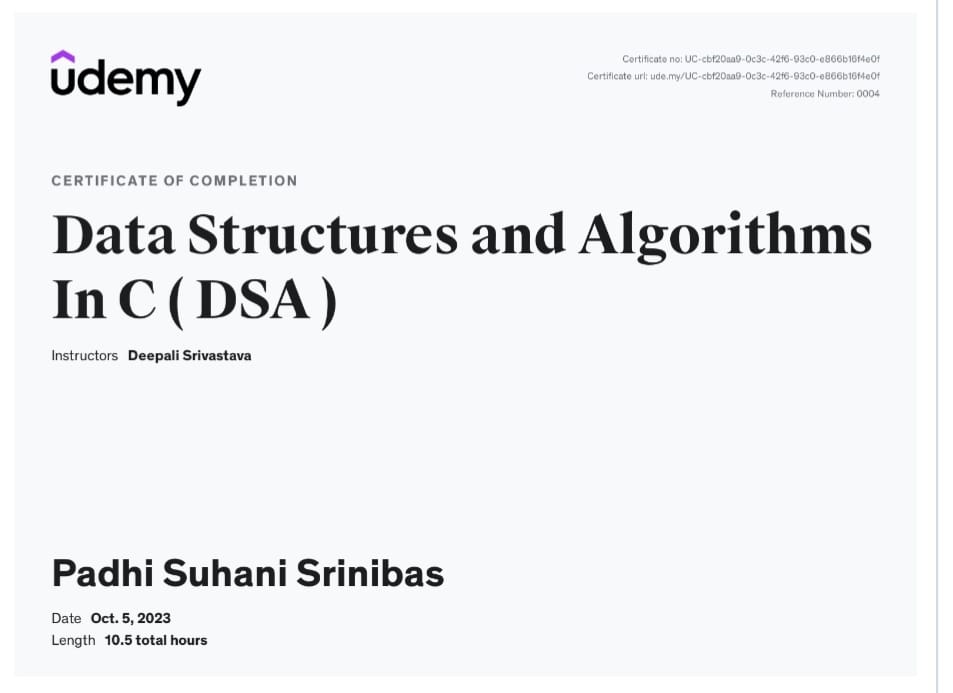 udemy
Certificate no: UC-cbf20aa9-0c3c-42f6-93c0-e866b16f4e0f
Certificate url: ude.my/UC-cbf20aa9-0c3c-42f6-93c0-e866b16f4e0f
Reference Number: 0004
CERTIFICATE OF COMPLETION
Data Structures and Algorithms
In C ( DSA )
Instructors Deepali Srivastava
Padhi Suhani Srinibas
Date Oct. 5, 2023
Length 10.5 total hours